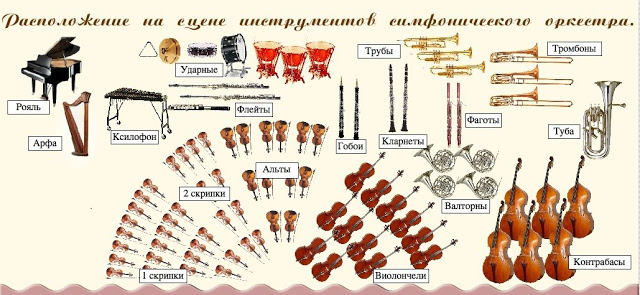 Расположение на сцене инструментов симфонического оркестра.
Трубы
Тромбоны
Ударные
Рояль
Флейты
Арфа
Ксилофон
Гобои
Кларнеты
Фаготы
Туба
Альты
2 скрипки
Валторны
1 скрипки
Виолончели
Контрабасы